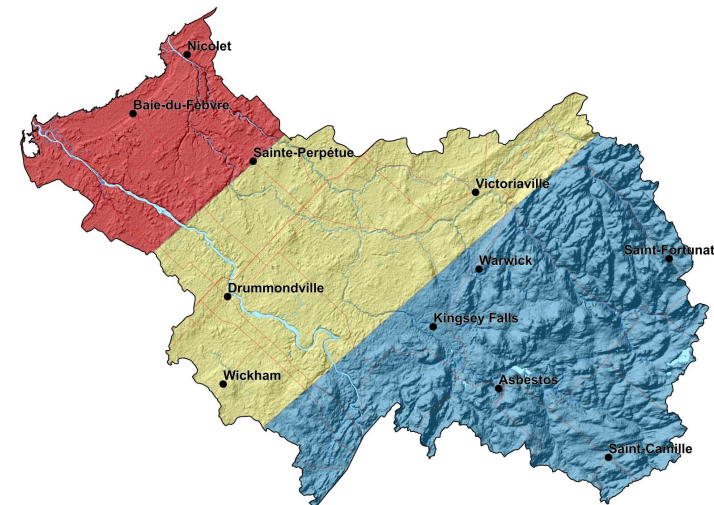 Nicolet
Baie-du-Febvre
Sainte-Perpétue
Victoriaville
Saint-Fortunat
Warwick
Drummondville
Kingsey Falls
Wickham
Asbestos
Saint-Camille